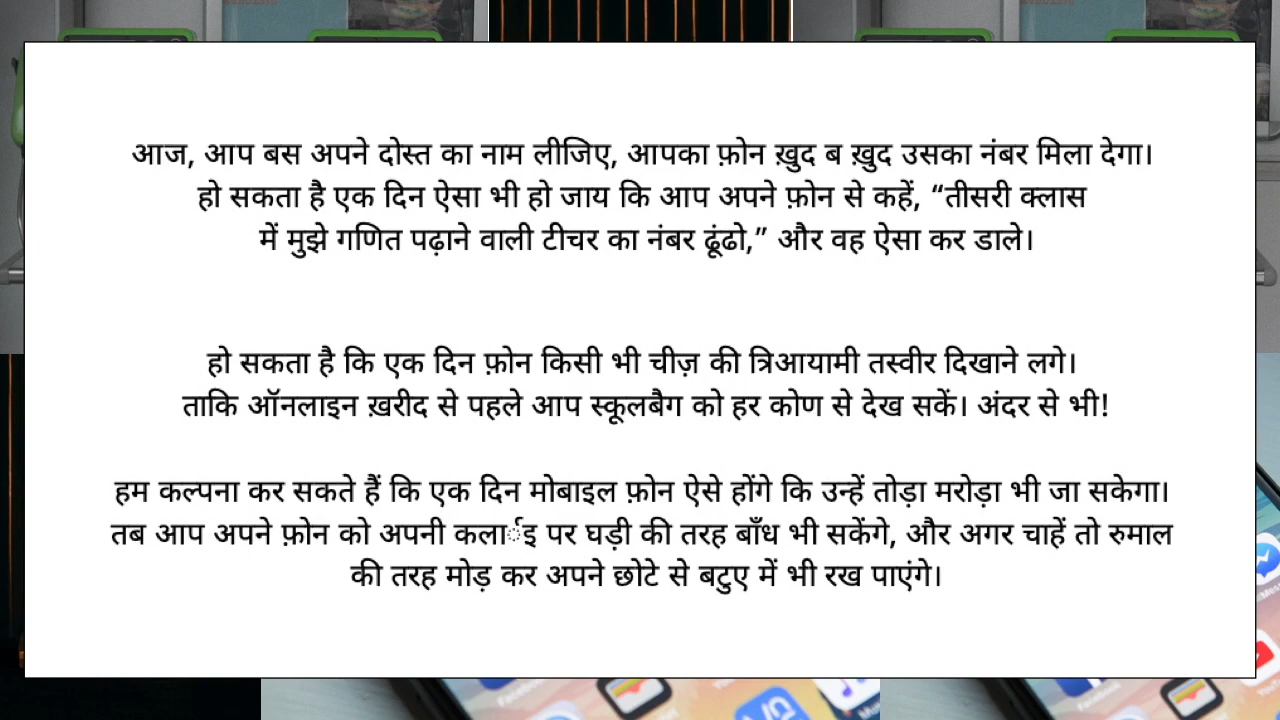 आज, आप बस अपने दोस्त का नाम लीजिए, आपका फ़ोन ख़ुद ब ख़ुद उसका नंबर मिला देगा।
हो सकता है एक दिन ऐसा भी हो जाय कि आप अपने फ़ोन से कहें, “तीसरी क्लास
में मुझे गणित पढ़ाने वाली टीचर का नंबर ढूंढो,” और वह ऐसा कर डाले।
हो सकता है कि एक दिन फ़ोन किसी भी चीज़ की त्रिआयामी तस्वीर दिखाने लगे।
ताकि ऑनलाइन ख़रीद से पहले आप स्कूलबैग को हर कोण से देख सकें। अंदर से भी!
हम कल्पना कर सकते हैं कि एक दिन मोबाइल फ़ोन ऐसे होंगे कि उन्हें तोड़ा मरोड़ा भी जा सकेगा।
तब आप अपने फ़ोन को अपनी कलार्इ पर घड़ी की तरह बाँध भी सकेंगे, और अगर चाहें तो रुमाल
की तरह मोड़ कर अपने छोटे से बटुए में भी रख पाएंगे।